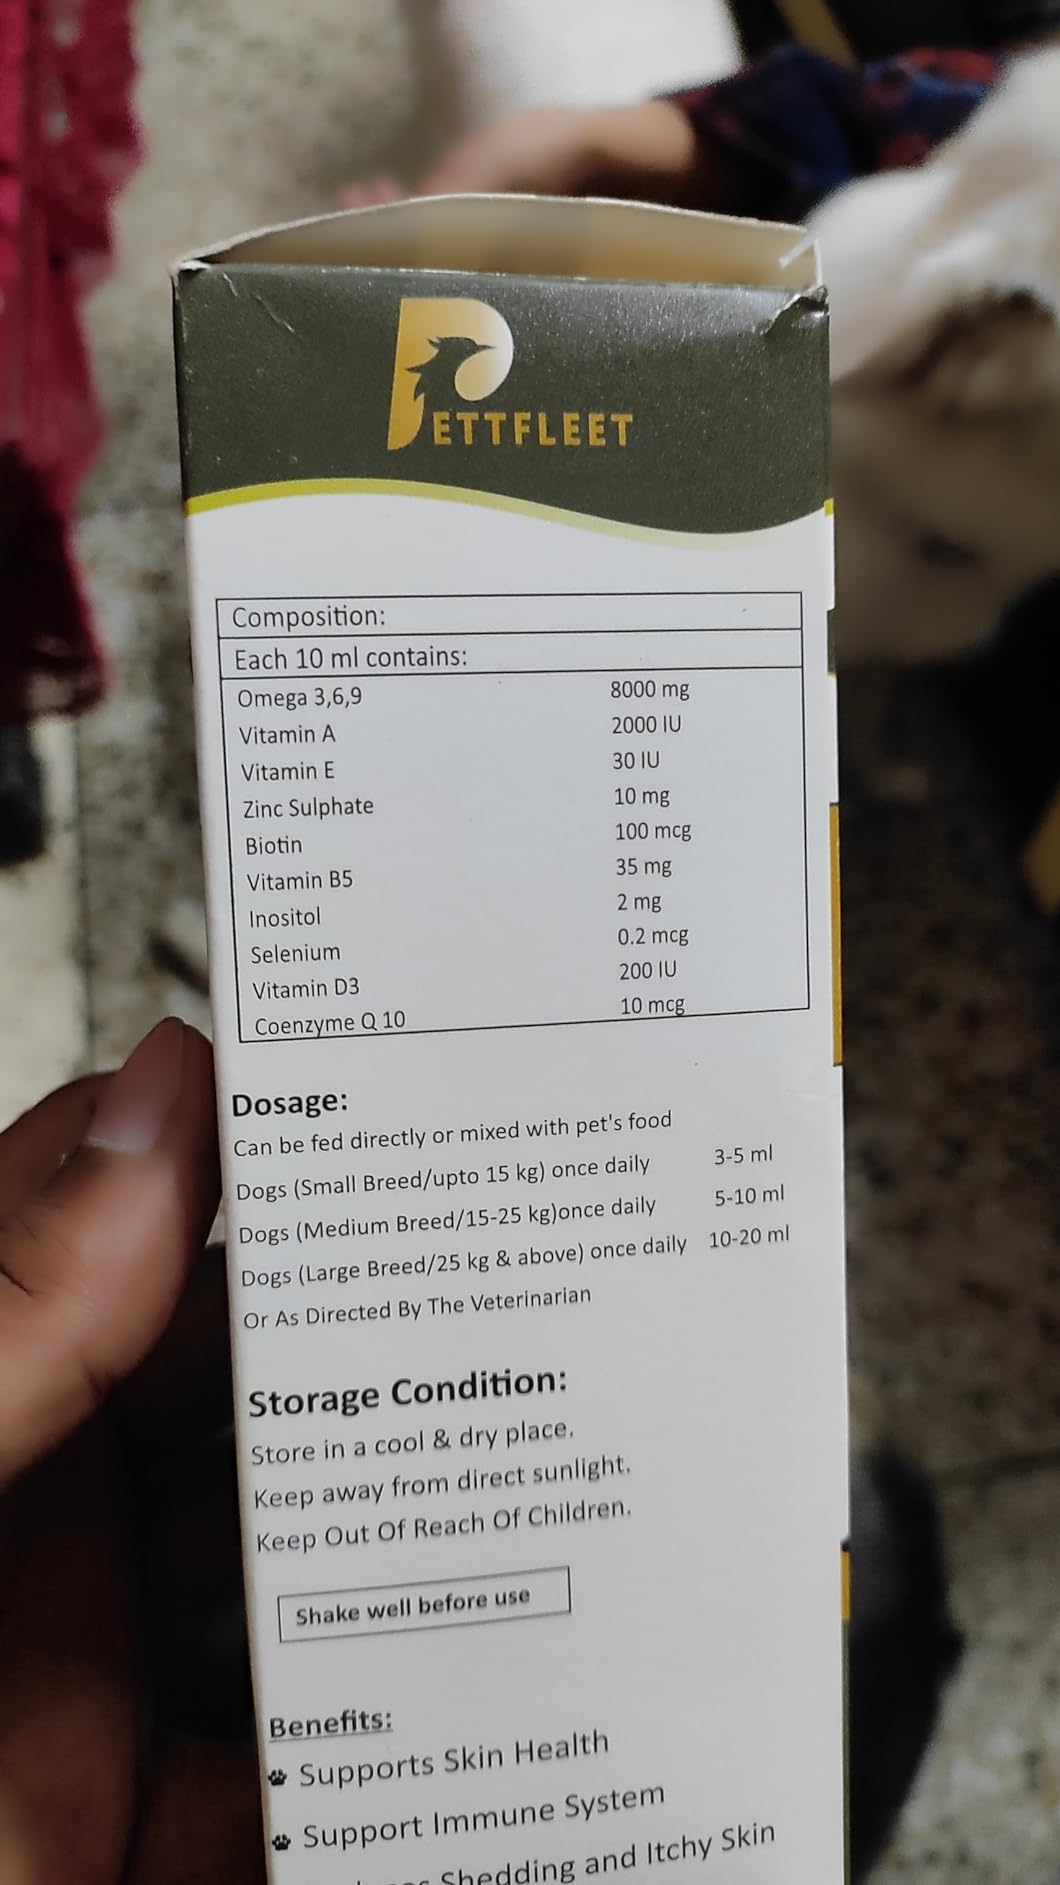 PETTFLEET
Composition:
Each 10 ml contains:
Omega 3,6,9 8000 mg
Vitamin A 2000 IU
Vitamin E 30 IU
Zinc Sulphate 10 mg
Biotin 100 mcg
Vitamin B5 35 mg
Inositol 2 mg
Selenium 0.2 mcg
Vitamin D3 200 IU
Coenzyme Q 10 10 mcg
Dosage:
Can be fed directly or mixed with pet's food
Dogs (Small Breed/upto 15 kg) once daily 3-5 ml
Dogs (Medium Breed/15-25 kg)once daily 5-10 ml
Dogs (Large Breed/25 kg & above) once daily 10-20 ml
Or As Directed By The Veterinarian
Storage Condition:
Store in a cool & dry place.
Keep away from direct sunlight.
Keep Out Of Reach Of Children.
Shake well before use
Benefits:
Supports Skin Health
Support Immune System
Shedding and Itchy Skin